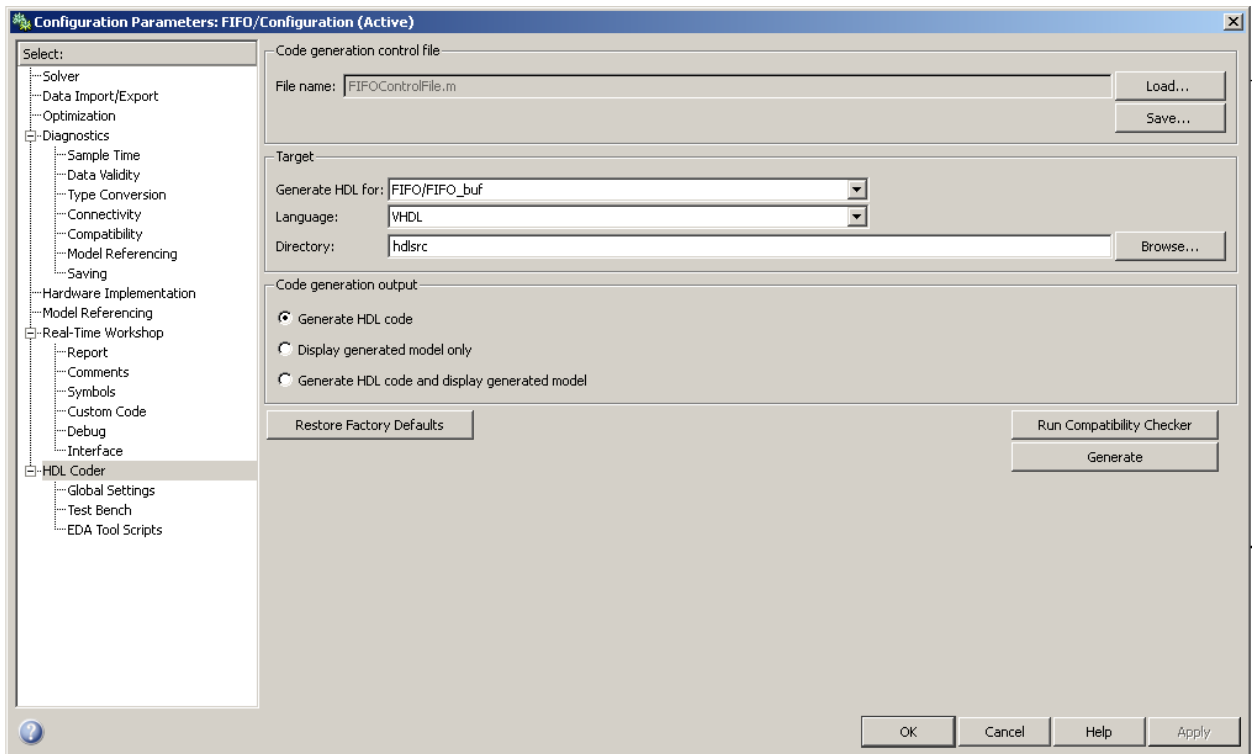 Configuration Parameters: FIFO/Configuration (Active)
Select:
Solver
Data Import/Export
Optimization
Diagnostics
Sample Time
Data Validity
Type Conversion
Connectivity
Compatibility
Model Referencing
Saving
Hardware Implementation
Model Referencing
Real-Time Workshop
Report
Comments
Symbols
Custom Code
Debug
Interface
HDL Coder
Global Settings
Test Bench
EDA Tool Scripts
Code generation control file
File name: FIFOControlFile.m
Load...
Save...
Target
Generate HDL for: FIFO/FIFO_buf
Language: VHDL
Directory: hdlsrc
Browse...
Code generation output
Generate HDL code
Display generated model only
Generate HDL code and display generated model
Restore Factory Defaults
Run Compatibility Checker
Generate
OK
Cancel
Help
Apply